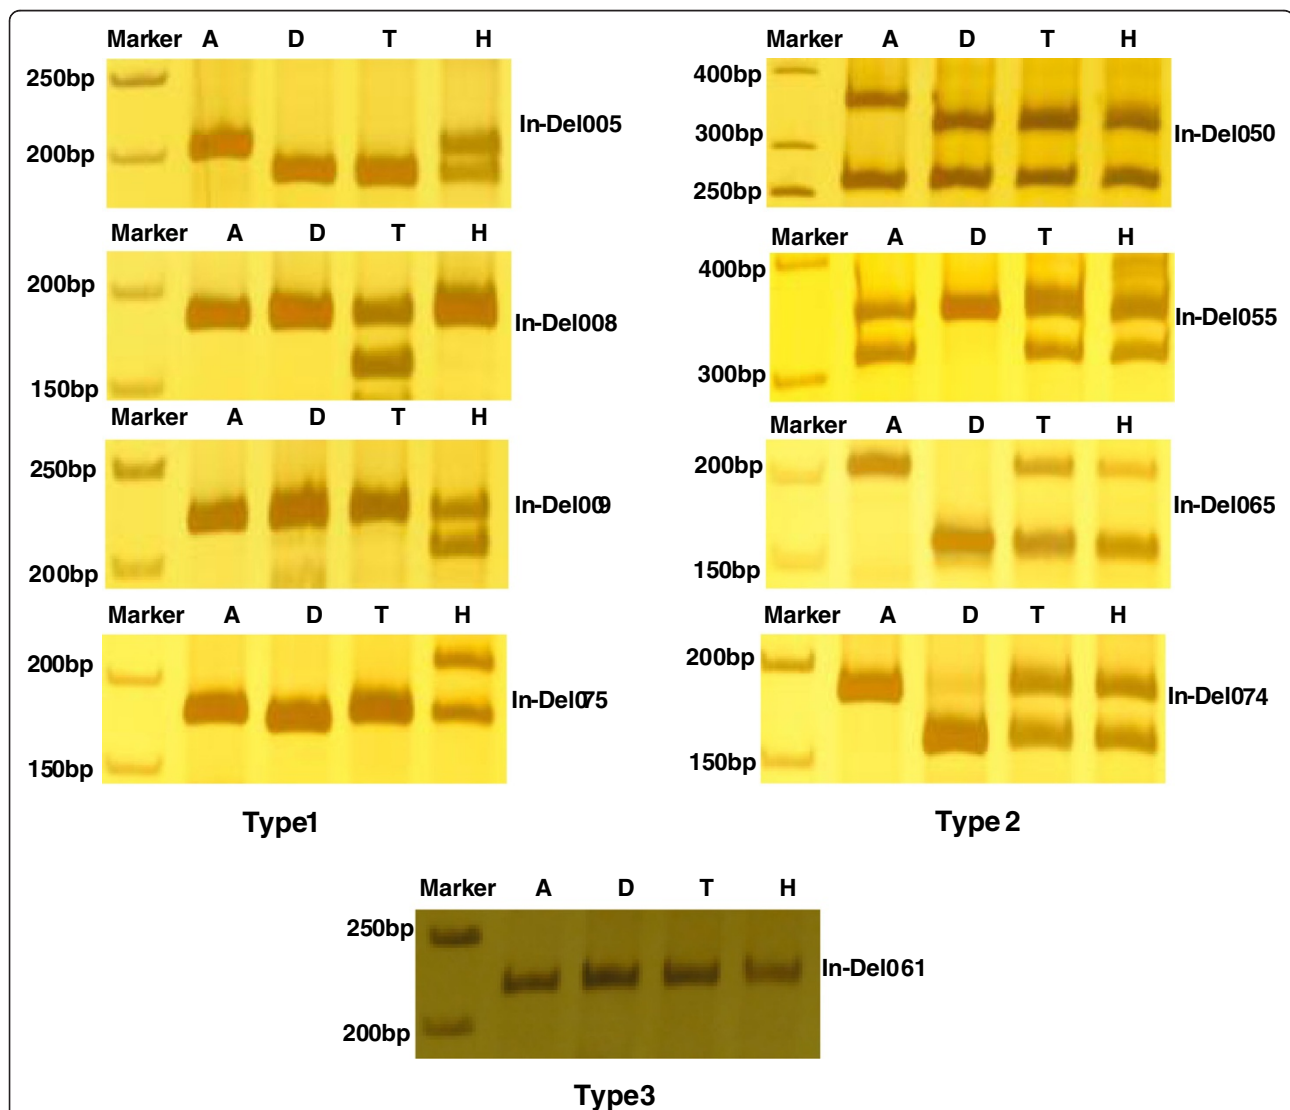 Marker A D T H
250bp
200bp
In-Del005
Marker A D T H
200bp
150bp
In-Del008
Marker A D T H
250bp
200bp
In-Del009
Marker A D T H
200bp
150bp
In-Del075
Type1
Marker A D T H
400bp
300bp
250bp
In-Del050
Marker A D T H
400bp
300bp
In-Del055
Marker A D T H
200bp
150bp
In-Del065
Marker A D T H
200bp
150bp
In-Del074
Type 2
Marker A D T H
250bp
200bp
In-Del061
Type3